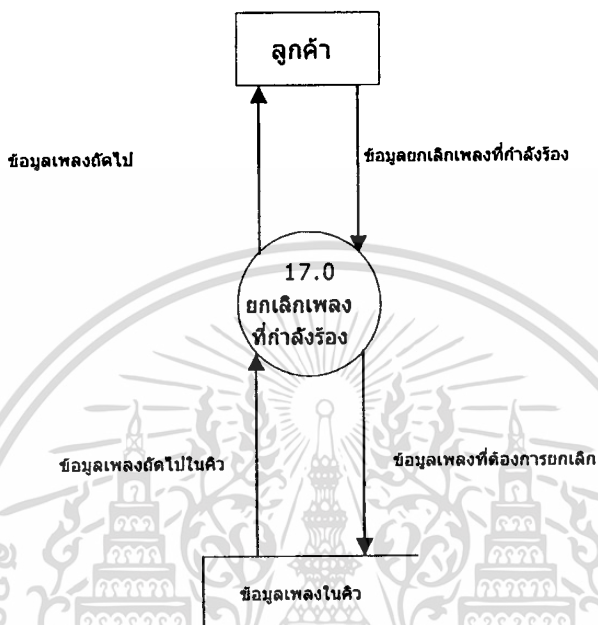 ลูกค้า
ข้อมูลเพลงถัดไป
ข้อมูลยกเลิกเพลงที่กำลังร้อง
17.0
ยกเลิกเพลง
ที่กำลังร้อง
ข้อมูลเพลงถัดไปในคิว
ข้อมูลเพลงที่ต้องการยกเลิก
ข้อมูลเพลงในคิว